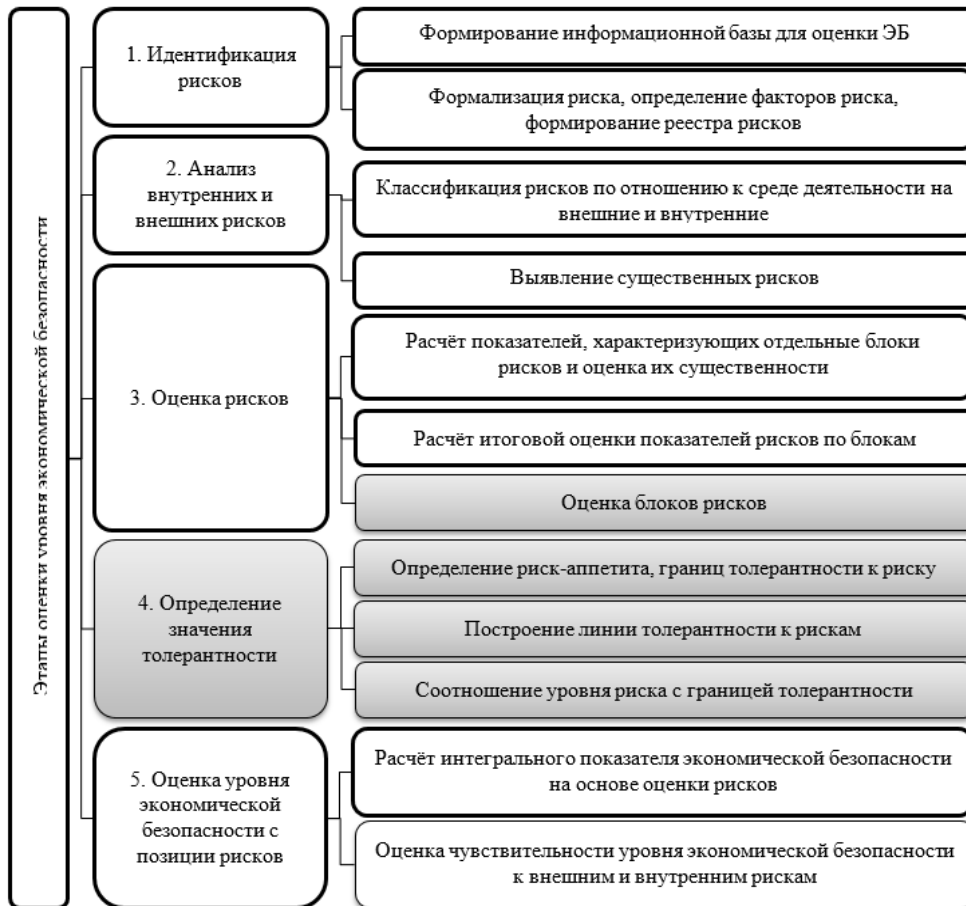 Этапы оценки уровня экономической безопасности
1. Идентификация
рисков
Формирование информационной базы для оценки ЭБ
Формализация риска, определение факторов риска,
формирование реестра рисков
2. Анализ
внутренних и
внешних рисков
Классификация рисков по отношению к среде деятельности на
внешние и внутренние
Выявление существенных рисков
3. Оценка рисков
Расчёт показателей, характеризующих отдельные блоки
рисков и оценка их существенности
Расчёт итоговой оценки показателей рисков по блокам
Оценка блоков рисков
4. Определение
значения
толерантности
Определение риск-аппетита, границ толерантности к риску
Построение линии толерантности к рискам
Соотношение уровня риска с границей толерантности
5. Оценка уровня
экономической
безопасности с
позиции рисков
Расчёт интегрального показателя экономической безопасности
на основе оценки рисков
Оценка чувствительности уровня экономической безопасности
к внешним и внутренним рискам